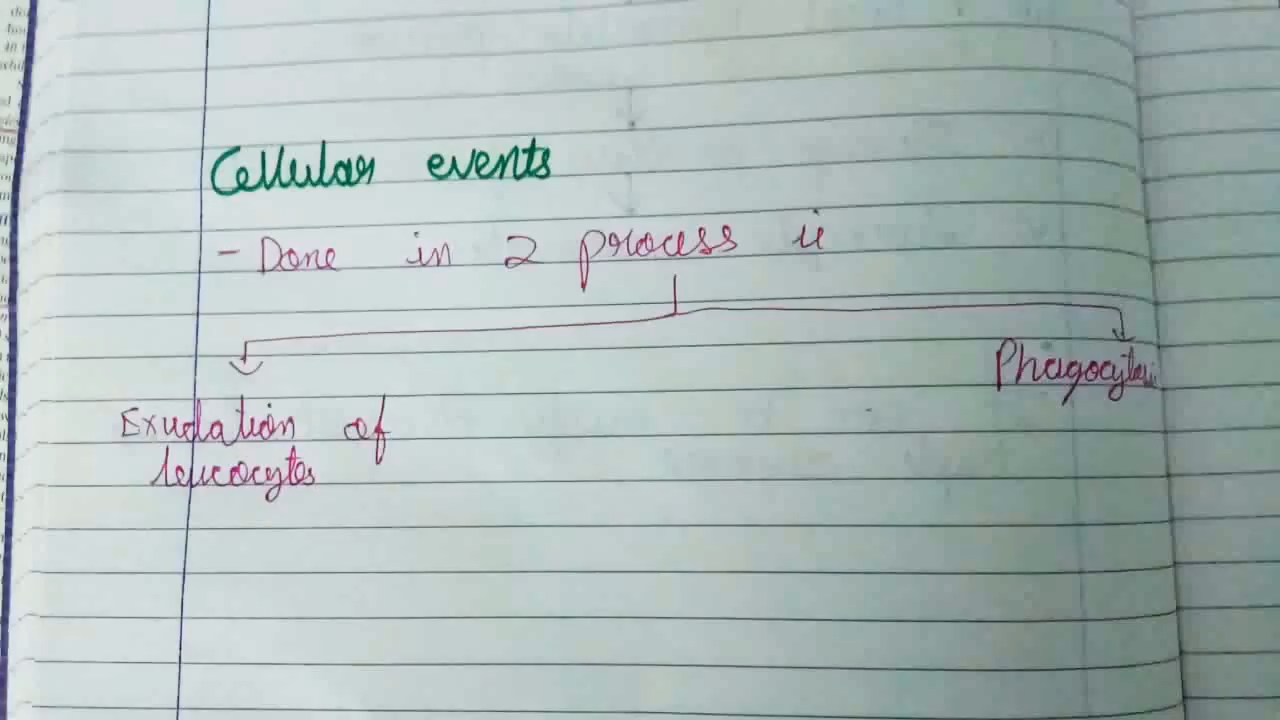 Cellular events
- Done in 2 process ie
Phagocytosis
Exudation of
leucocytes